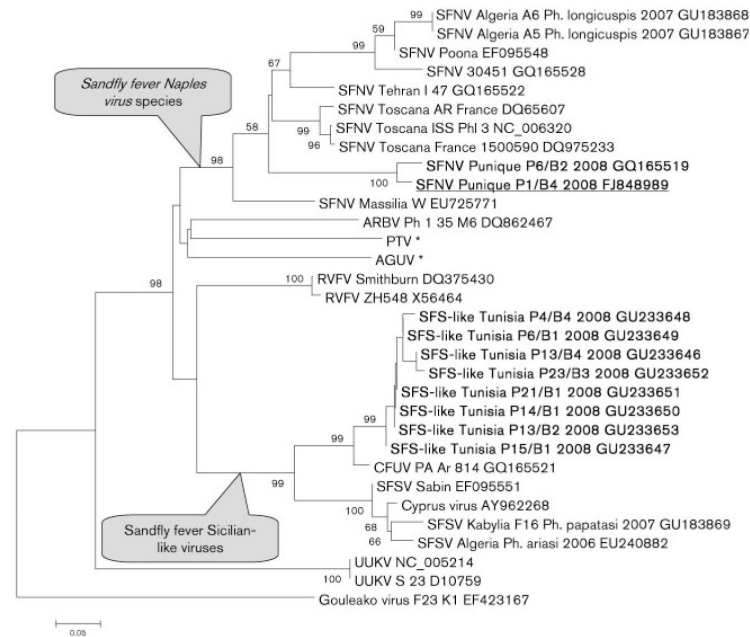 99
SFNV Algeria A6 Ph. longicuspis 2007 GU183868
59
SFNV Algeria A5 Ph. longicuspis 2007 GU183867
99
SFNV Poona EF095548
67
SFNV 30451 GQ165528
Sandfly fever Naples
virus species
SFNV Tehran I 47 GQ165522
SFNV Toscana AR France DQ65607
58
99
SFNV Toscana ISS Phl 3 NC_006320
96
SFNV Toscana France 1500590 DQ975233
98
SFNV Punique P6/B2 2008 GQ165519
100
SFNV Punique P1/B4 2008 FJ848989
SFNV Massilia W EU725771
ARBV Ph 1 35 M6 DQ862467
PTV *
AGUV *
98
100
RVFV Smithburn DQ375430
RVFV ZH548 X56464
SFS-like Tunisia P4/B4 2008 GU233648
SFS-like Tunisia P6/B1 2008 GU233649
SFS-like Tunisia P13/B4 2008 GU233646
SFS-like Tunisia P23/B3 2008 GU233652
SFS-like Tunisia P21/B1 2008 GU233651
SFS-like Tunisia P14/B1 2008 GU233650
99
SFS-like Tunisia P13/B2 2008 GU233653
99
SFS-like Tunisia P15/B1 2008 GU233647
CFUV PA Ar 814 GQ165521
99
SFSV Sabin EF095551
100
Cyprus virus AY962268
68
SFSV Kabylia F16 Ph. papatasi 2007 GU183869
66
SFSV Algeria Ph. ariasi 2006 EU240882
Sandfly fever Sicilian-
like viruses
UUKV NC_005214
100
UUKV S 23 D10759
Gouleako virus F23 K1 EF423167
0.05